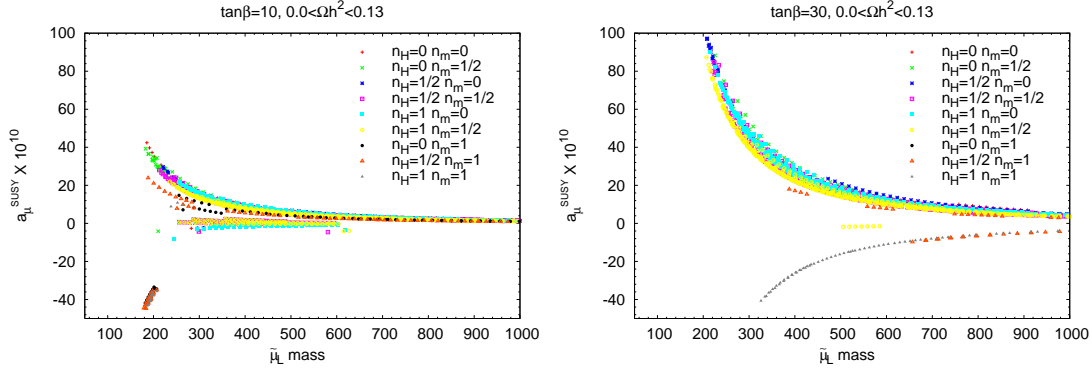 tanβ=10, 0.0<Ωh²<0.13
a_μ^SUSY X 10^10
100
80
60
40
20
0
-20
-40
n_H=0 n_m=0
n_H=0 n_m=1/2
n_H=1/2 n_m=0
n_H=1/2 n_m=1/2
n_H=1 n_m=0
n_H=1 n_m=1/2
n_H=0 n_m=1
n_H=1/2 n_m=1
n_H=1 n_m=1
100 200 300 400 500 600 700 800 900 1000
μ̃_L mass
tanβ=30, 0.0<Ωh²<0.13
a_μ^SUSY X 10^10
100
80
60
40
20
0
-20
-40
n_H=0 n_m=0
n_H=0 n_m=1/2
n_H=1/2 n_m=0
n_H=1/2 n_m=1/2
n_H=1 n_m=0
n_H=1 n_m=1/2
n_H=0 n_m=1
n_H=1/2 n_m=1
n_H=1 n_m=1
100 200 300 400 500 600 700 800 900 1000
μ̃_L mass